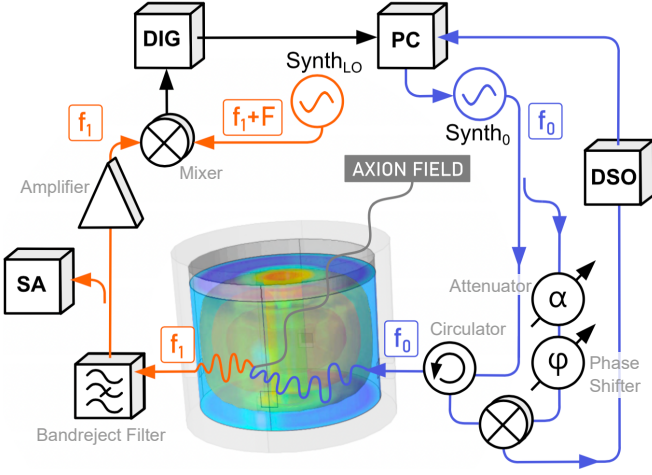 DIG
PC
Synth_LO
f₁
f₁+F
Synth₀
f₀
Mixer
Amplifier
AXION FIELD
DSO
SA
Attenuator
α
f₁
f₀
Circulator
φ
Phase
Shifter
Bandreject Filter